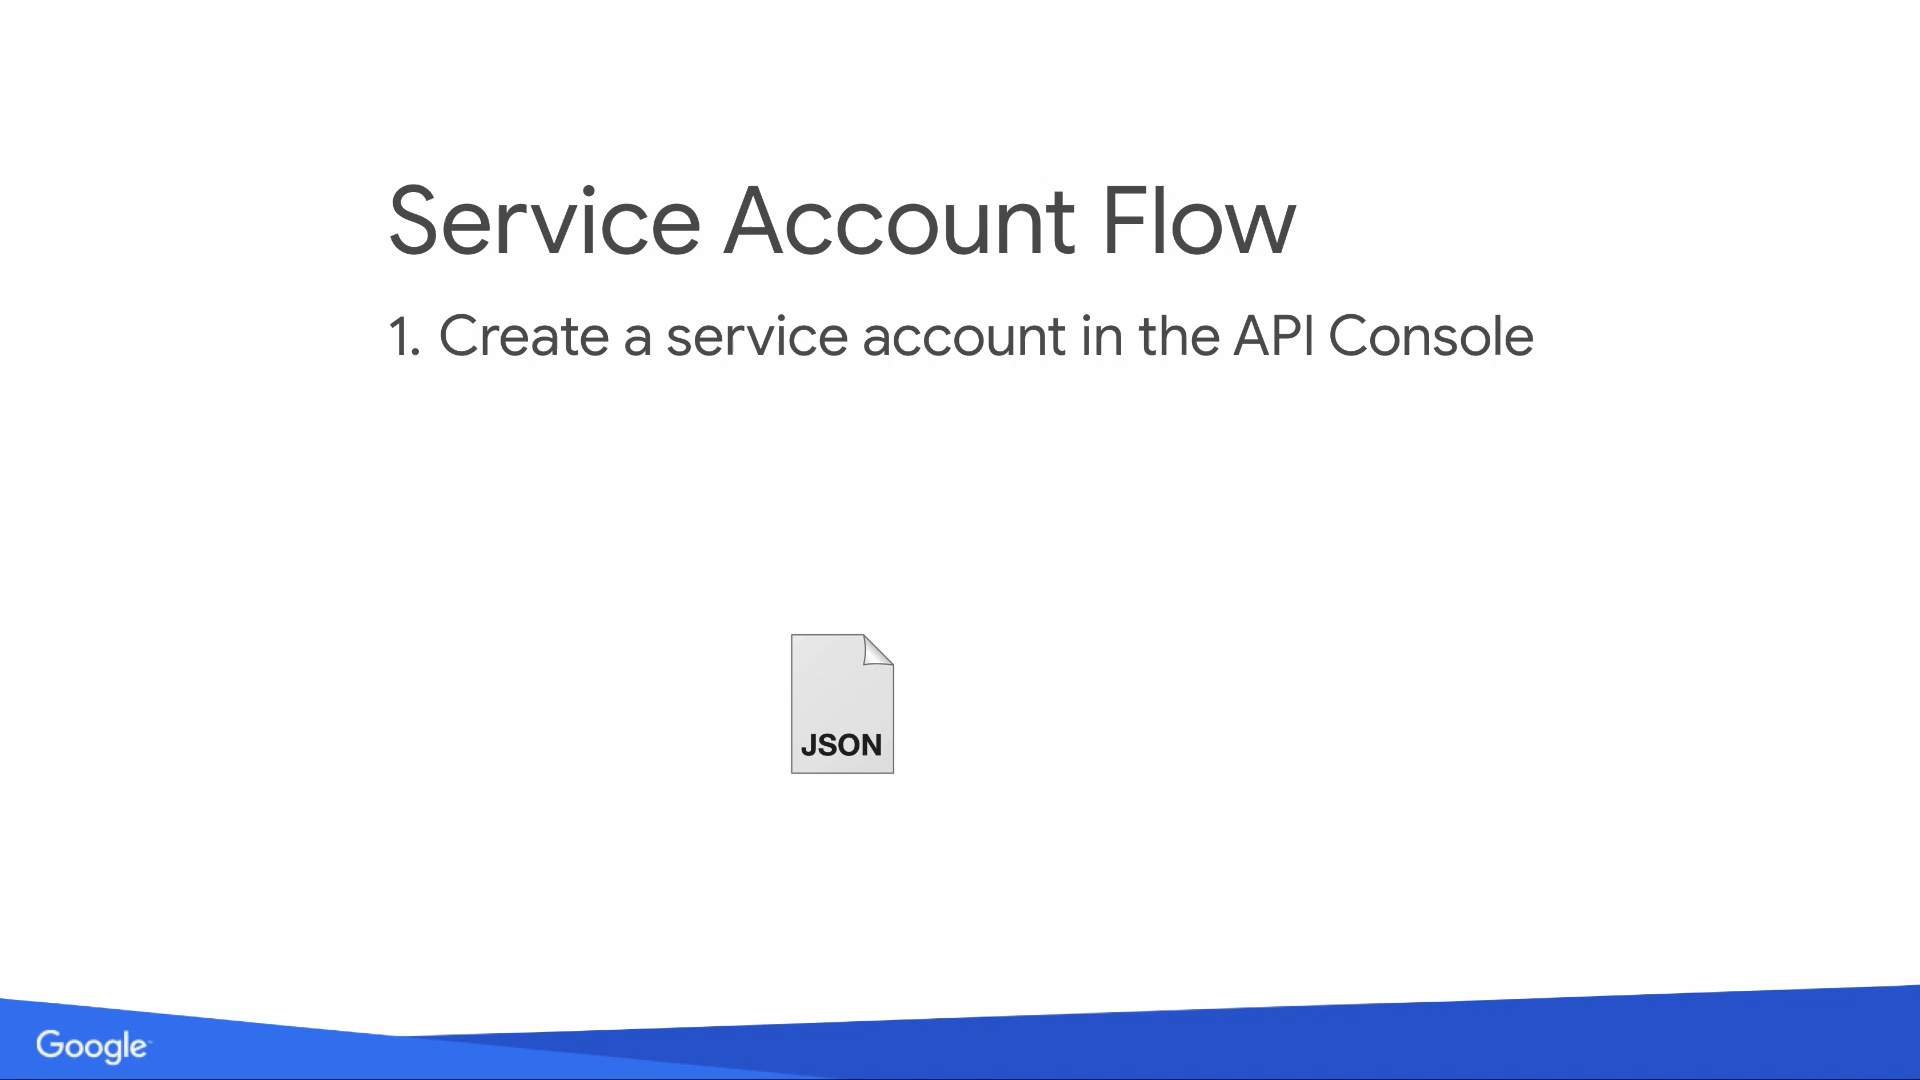 Service Account Flow
1. Create a service account in the API Console
JSON
Google